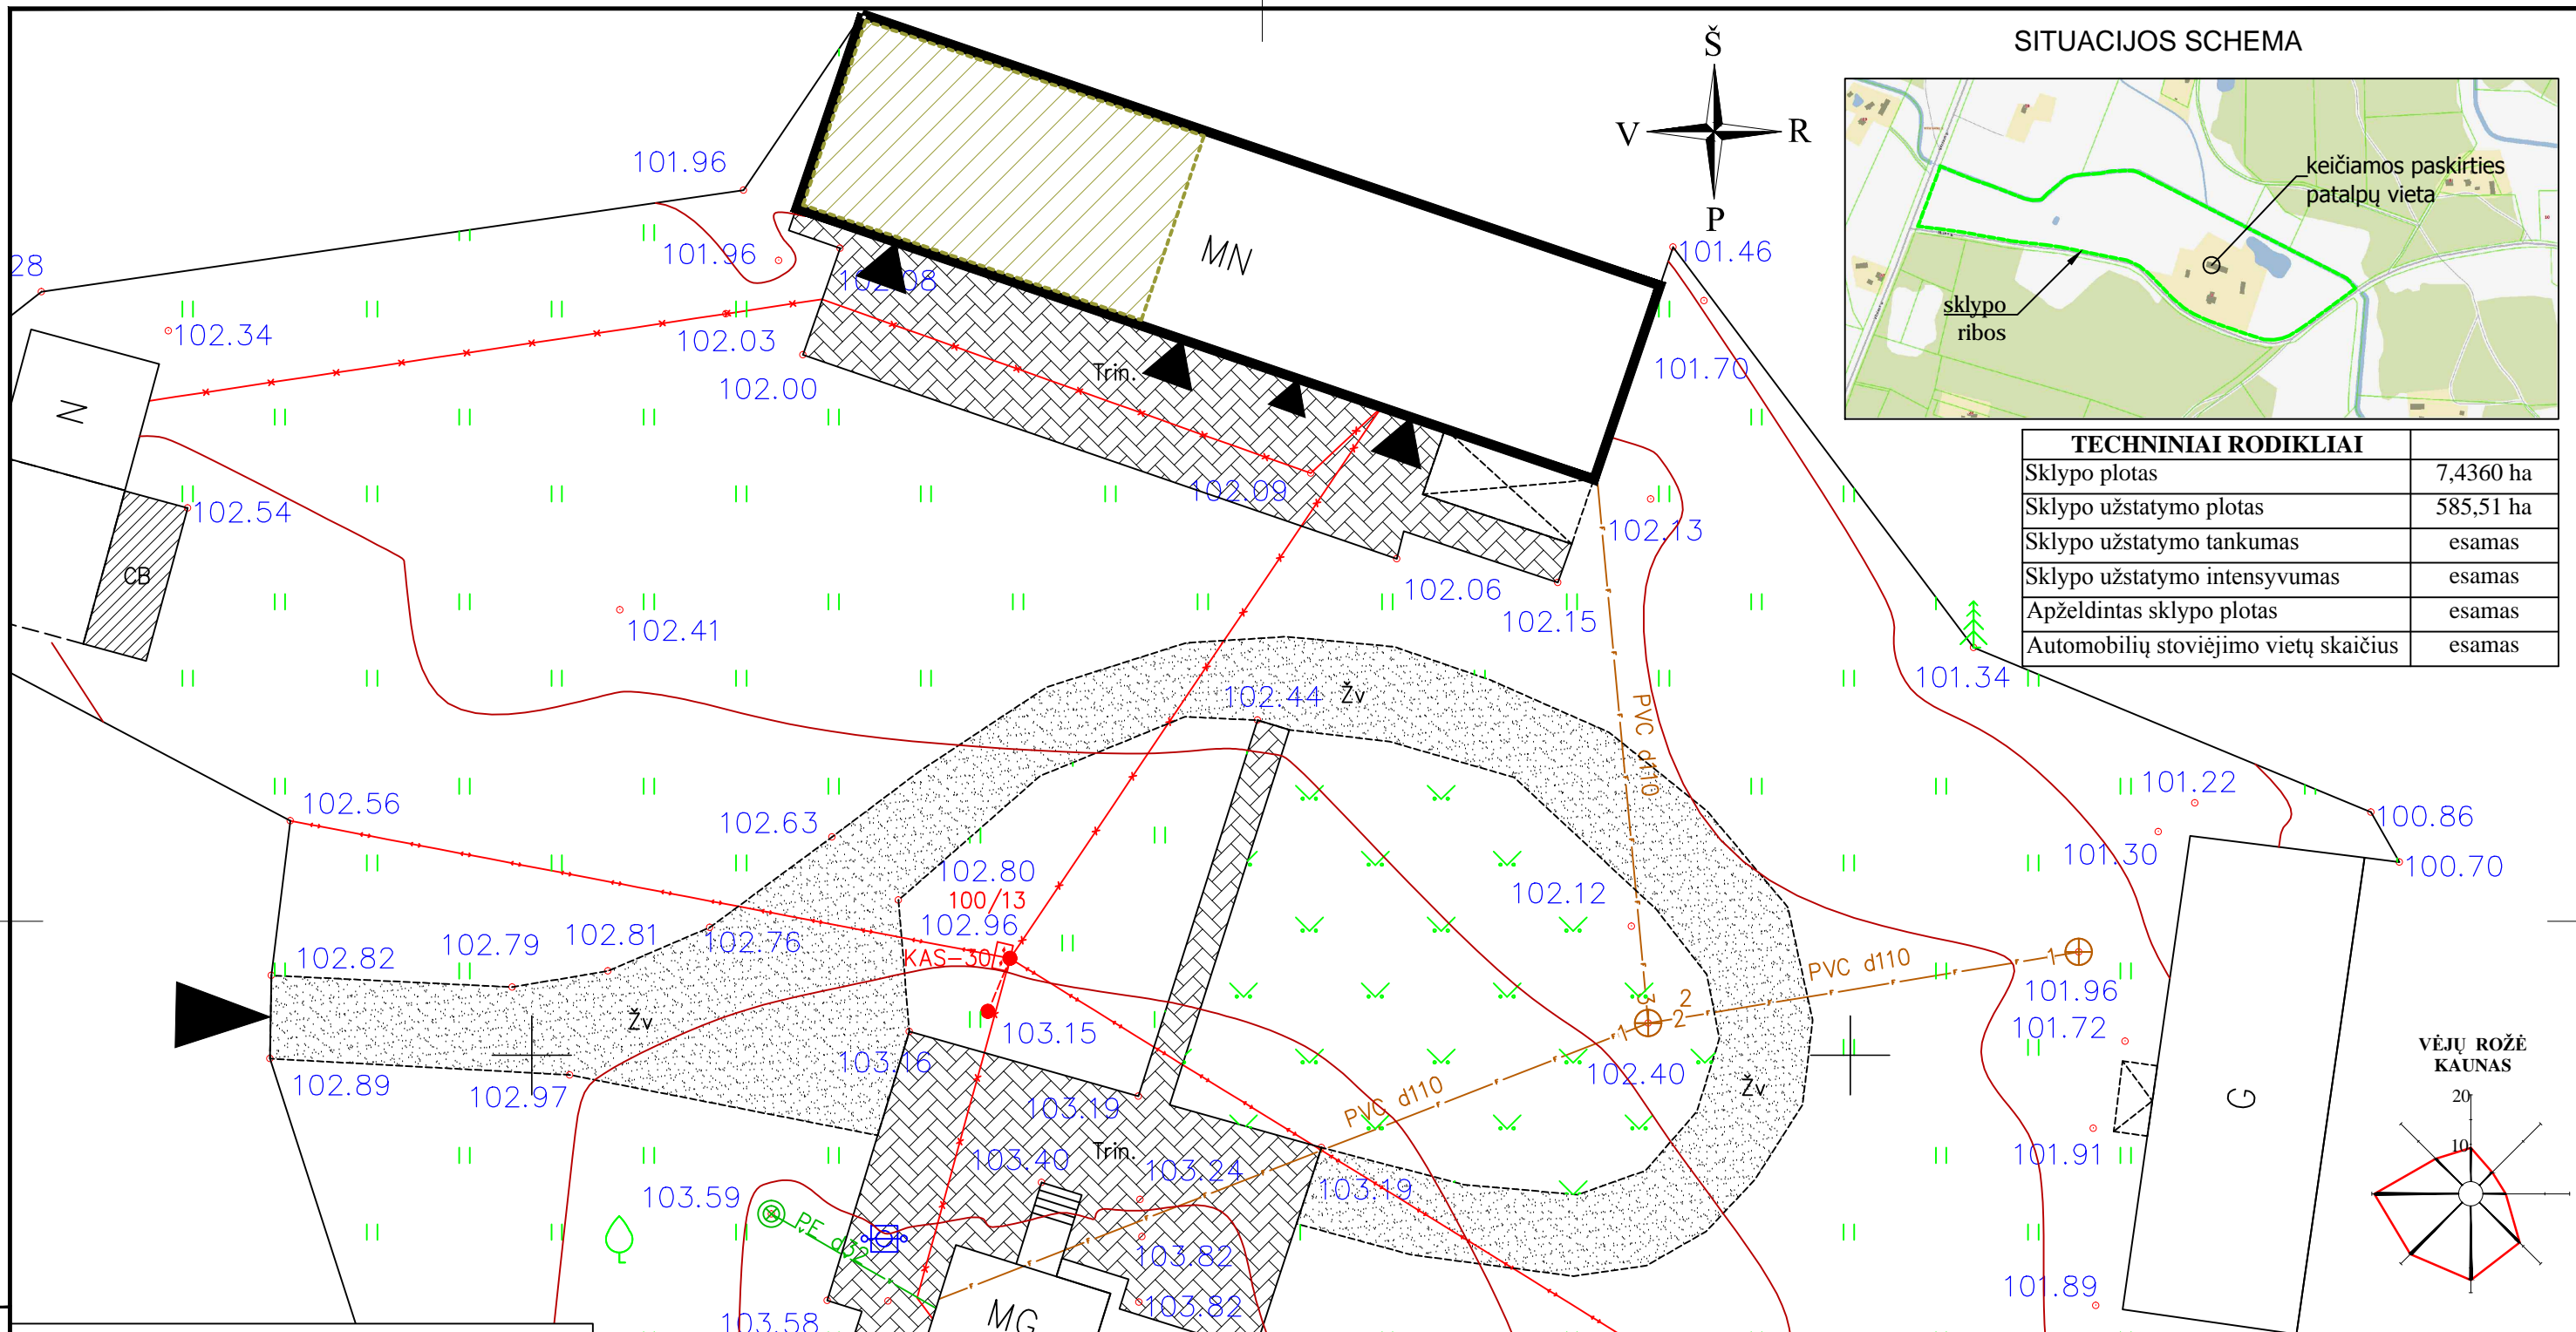 SITUACIJOS SCHEMA
Š
V
R
P
keičiamos paskirties
patalpų vieta
sklypo
ribos
TECHNINIAI RODIKLIAI
Sklypo plotas 7,4360 ha
Sklypo užstatymo plotas 585,51 ha
Sklypo užstatymo tankumas esamas
Sklypo užstatymo intensyvumas esamas
Apželdintas sklypo plotas esamas
Automobilių stovėjimo vietų skaičius esamas
101.96
MN
101.96
101.46
28
102.08
102.34
102.03
102.00
Trin.
101.70
N
102.54
102.09
102.13
CB
102.06
102.15
102.41
101.34
102.44
Žv
PVC d110
102.56
102.63
101.22
100.86
101.30
100.70
102.80
100/13
102.96
102.12
KAS-30
102.82
102.79
102.81
102.76
PVC d110
1
101.96
3
2
1
2
101.72
Žv
103.15
103.16
102.40
Žv
102.89
102.97
103.19
PVC d110
G
VĖJŲ ROŽĖ
KAUNAS
20
10
103.40
Trin.
103.24
103.19
101.91
103.59
PE d32
103.82
103.82
101.89
103.58
MG